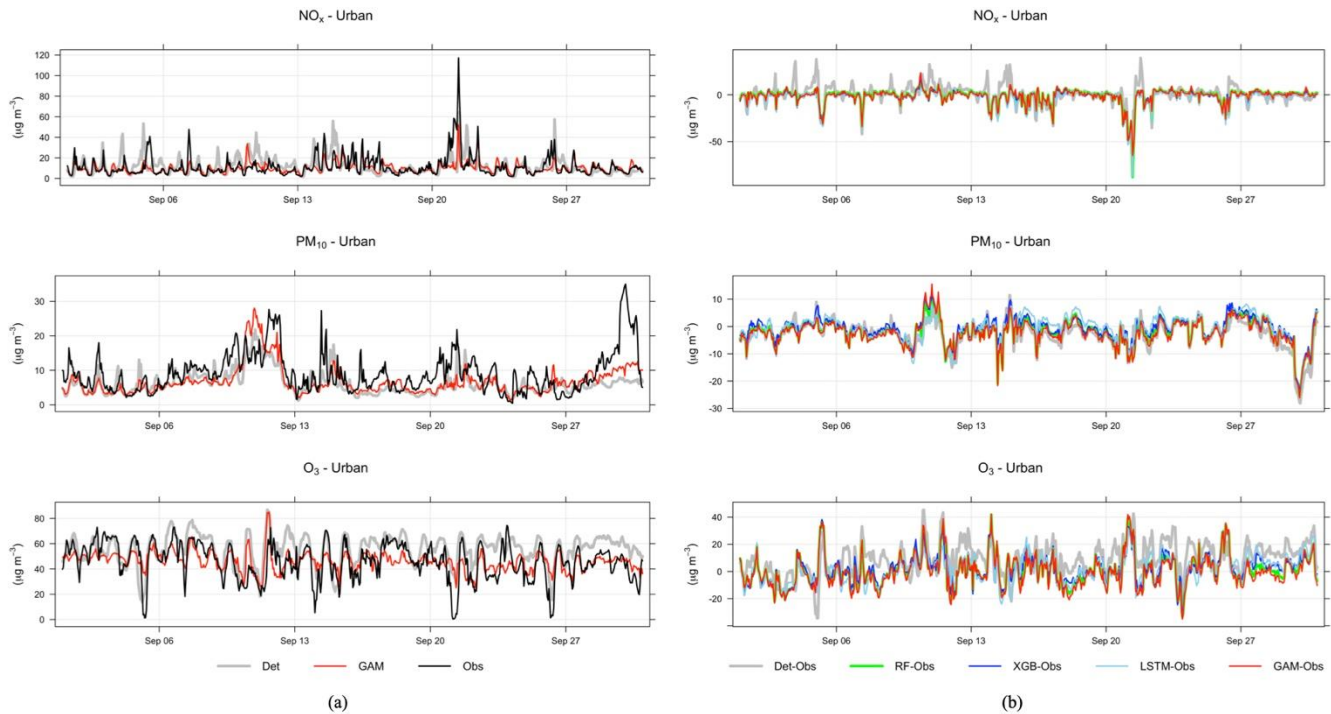 NOₓ - Urban
(μg m⁻³)
120
100
80
60
40
20
0
Sep 06 Sep 13 Sep 20 Sep 27
PM₁₀ - Urban
(μg m⁻³)
30
20
10
0
Sep 06 Sep 13 Sep 20 Sep 27
O₃ - Urban
(μg m⁻³)
80
60
40
20
0
Sep 06 Sep 13 Sep 20 Sep 27
Det GAM Obs
(a)
NOₓ - Urban
(μg m⁻³)
0
-50
Sep 06 Sep 13 Sep 20 Sep 27
PM₁₀ - Urban
(μg m⁻³)
10
0
-10
-20
-30
Sep 06 Sep 13 Sep 20 Sep 27
O₃ - Urban
(μg m⁻³)
40
20
0
-20
Sep 06 Sep 13 Sep 20 Sep 27
Det-Obs RF-Obs XGB-Obs LSTM-Obs GAM-Obs
(b)